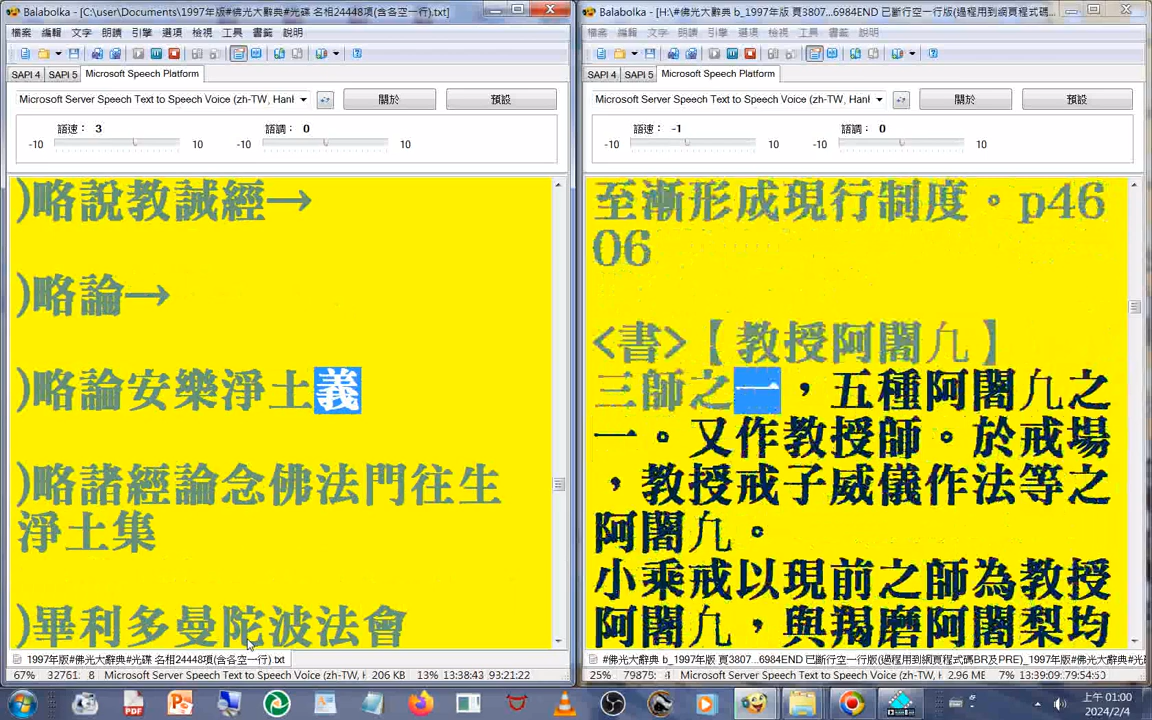 Balabolka - [C:\user\Documents\1997年版#佛光大辭典#光碟 名相24448項(含各空一行).txt]
檔案 編輯 文字 朗讀 引擎 選項 檢視 工具 書籤 說明
SAPI 4 SAPI 5 Microsoft Speech Platform
Microsoft Server Speech Text to Speech Voice (zh-TW, Hanl
關於 預設
語速: 3 語調: 0
-10 10 -10 10
)略說教誡經→
)略論→
)略論安樂淨土義
)略諸經論念佛法門往生
淨土集
)畢利多曼陀波法會
1997年版#佛光大辭典#光碟 名相24448項(含各空一行).txt
67% 32761: 8 Microsoft Server Speech Text to Speech Voice (zh-TW, H 206 KB 13% 13:38:43 93:21:22
Balabolka - [H:\#佛光大辭典 b_1997年版 頁3807...6984END 已斷行空一行版(過程用到網頁程式碼
檔案 編輯 文字 朗讀 引擎 選項 檢視 工具 書籤 說明
SAPI 4 SAPI 5 Microsoft Speech Platform
Microsoft Server Speech Text to Speech Voice (zh-TW, Hanl
關於 預設
語速: -1 語調: 0
-10 10 -10 10
至漸形成現行制度。p46
06
<書>【教授阿闍凣】
三師之一，五種阿闍凣之
一。又作教授師。於戒場
，教授戒子威儀作法等之
阿闍凣。
小乘戒以現前之師為教授
阿闍凣，與羯磨阿闍梨均
#佛光大辭典 b_1997年版 頁3807...6984END 已斷行空一行版(過程用到網頁程式碼BR及PRE)_1997年版#佛光大辭典#光
25% 79875: 4 Microsoft Server Speech Text to Speech Voice (zh-TW, H 2.96 ME 7% 13:39:09 79:54:50
上午 01:00
2024/2/4